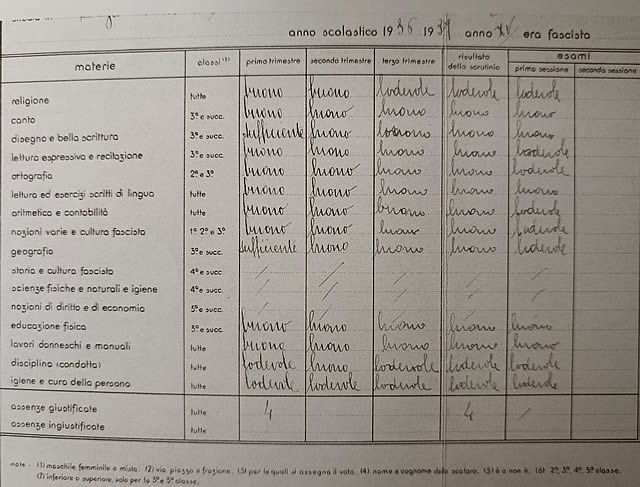 anno scolastico 1936 1937 anno XV era fascista
materie classi (3) primo trimestre secondo trimestre terzo trimestre risultato dello scrutinio esami prima sessione seconda sessione
religione tutte buono buono lodevole lodevole lodevole
canto 3ª e succ. buono buono buono buono buono
disegno e bella scrittura 3ª e succ. sufficiente buono buono buono buono
lettura espressiva e recitazione 3ª e succ. buono buono buono buono lodevole
ortografia 2ª e 3ª buono buono buono buono lodevole
lettura ed esercizi scritti di lingua tutte buono buono buono buono buono
aritmetica e contabilità tutte buono buono buono buono lodevole
nozioni varie e cultura fascista 1ª 2ª e 3ª buono buono buono buono lodevole
geografia 3ª e succ. sufficiente buono buono buono lodevole
storia e cultura fascista 4ª e succ. / / / / /
scienze fisiche e naturali e igiene 4ª e succ. / / / / /
nozioni di diritto e di economia 5ª e succ.
educazione fisica 3ª e succ. buono buono buono buono buono
lavori donneschi e manuali tutte buono buono buono buono buono
disciplina (condotta) tutte lodevole buono lodevole lodevole lodevole
igiene e cura della persona tutte lodevole lodevole lodevole lodevole lodevole
assenze giustificate tutte 4 4 /
assenze ingiustificate tutte
note - (1) maschile femminile o mista. (2) via, piazza o frazione. (3) per le quali si assegna il voto. (4) nome e cognome dello scolaro. (5) è o non è. (6) 2ª, 3ª, 4ª, 5ª classe.
(7) inferiore o superiore, solo per la 3ª e 5ª classe.